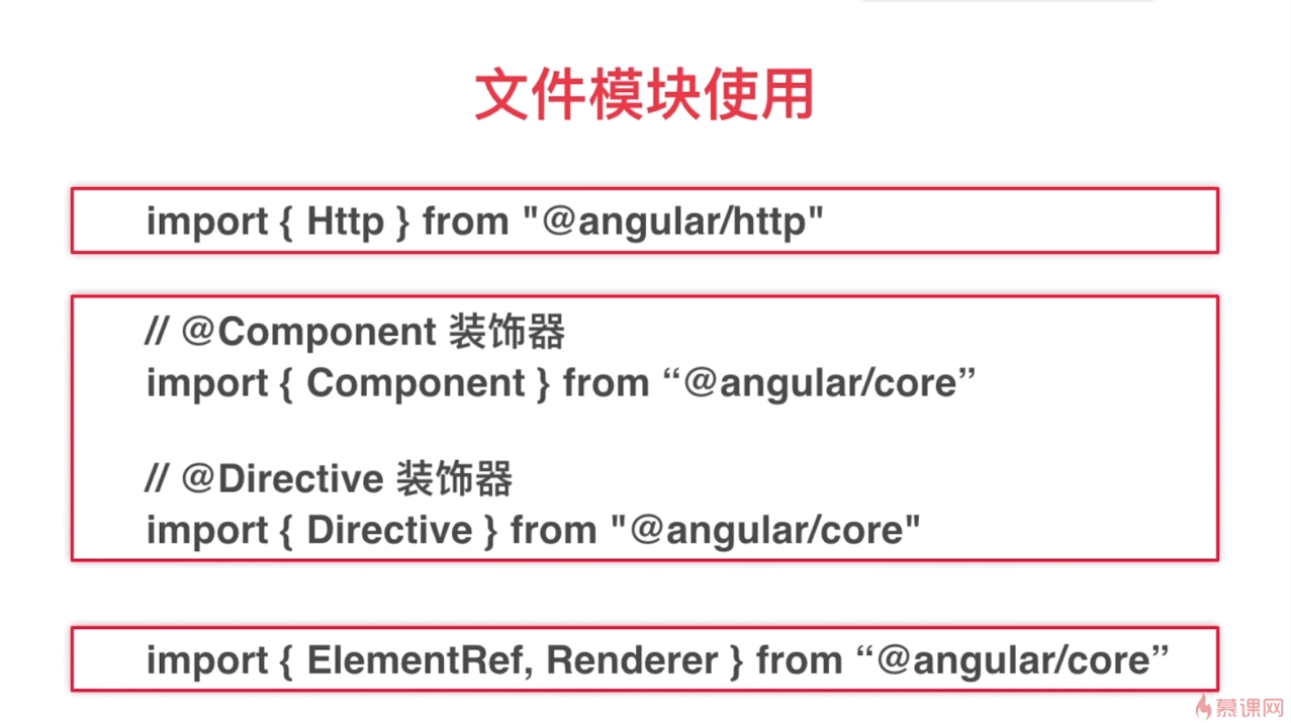 文件模块使用
import { Http } from "@angular/http"
// @Component 装饰器
import { Component } from “@angular/core”
// @Directive 装饰器
import { Directive } from "@angular/core"
import { ElementRef, Renderer } from “@angular/core”
慕课网